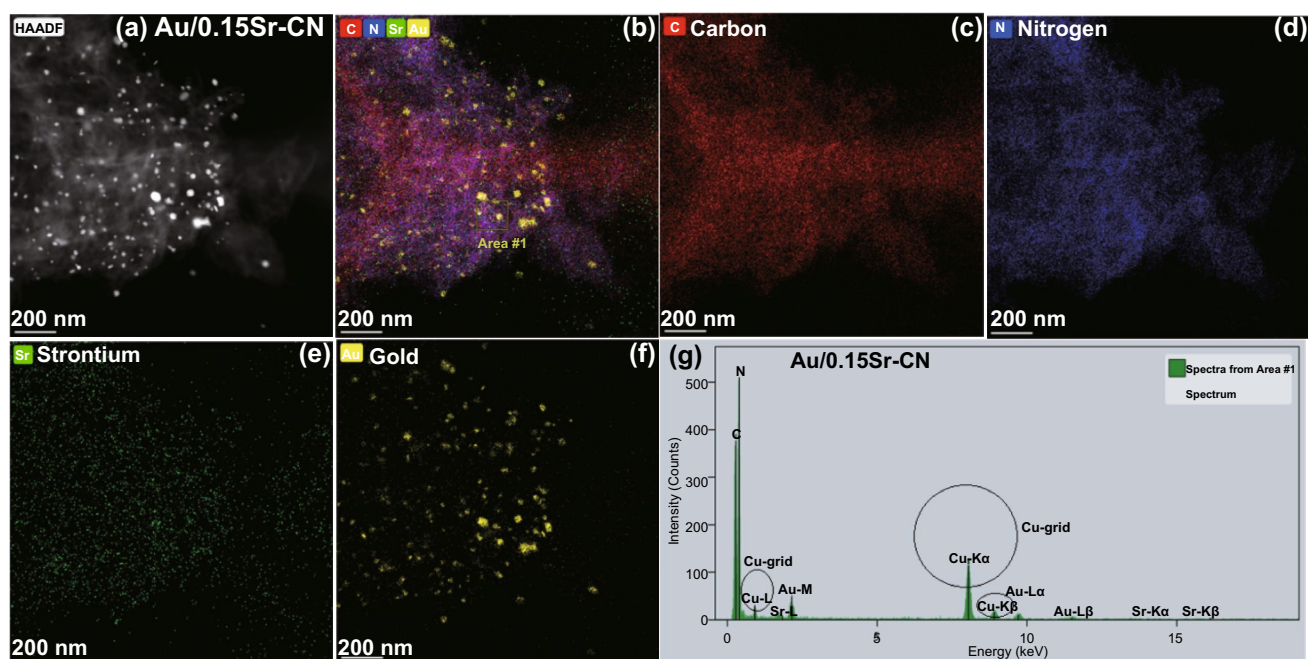 HAADF (a) Au/0.15Sr-CN
200 nm
C N Sr Au (b)
Area #1
200 nm
C Carbon (c)
200 nm
N Nitrogen (d)
200 nm
Sr Strontium (e)
200 nm
Au Gold (f)
200 nm
(g) Au/0.15Sr-CN
Spectra from Area #1
Spectrum
Intensity (Counts)
500
400
300
200
100
0
N
C
Cu-grid
Cu-L
Sr-L
Au-M
Cu-grid
Cu-Kα
Cu-Kβ
Au-Lα
Au-Lβ
Sr-Kα
Sr-Kβ
0 5 10 15
Energy (keV)